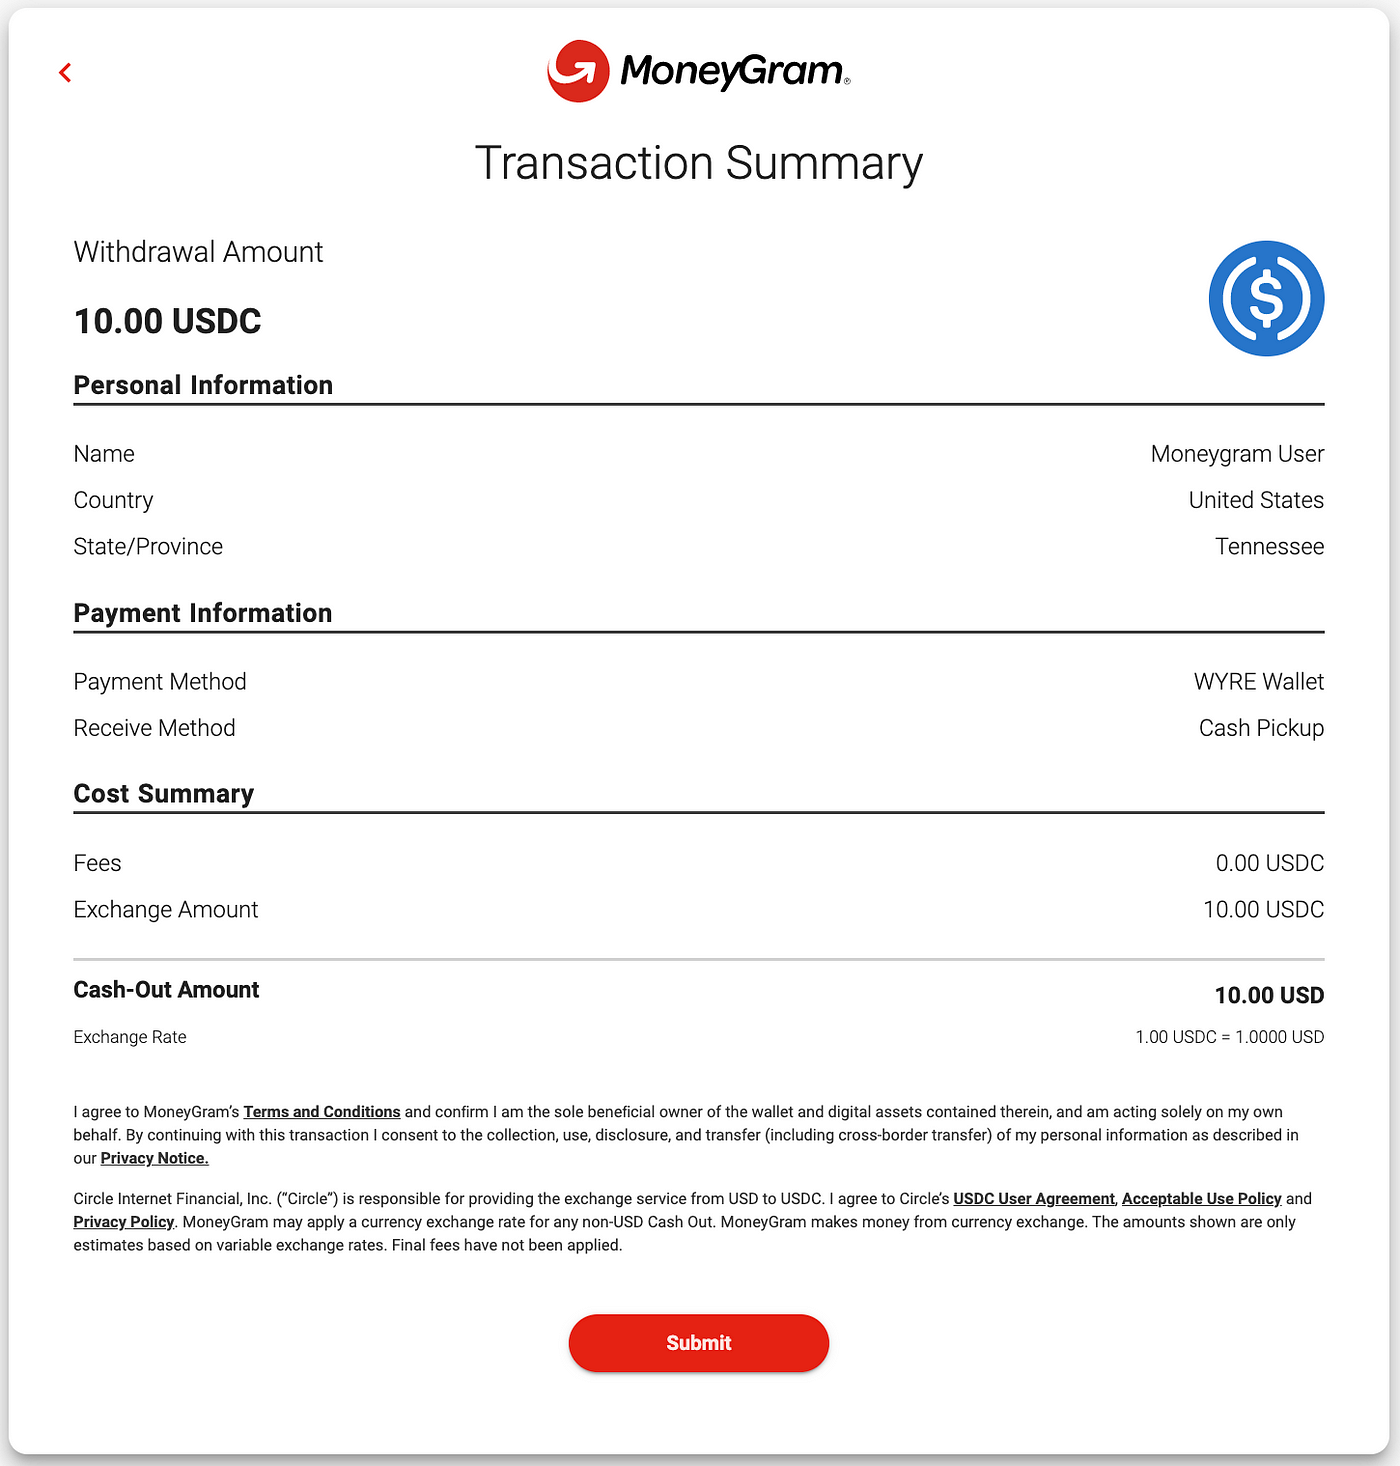 MoneyGram®
Transaction Summary
Withdrawal Amount
10.00 USDC
Personal Information
Name Moneygram User
Country United States
State/Province Tennessee
Payment Information
Payment Method WYRE Wallet
Receive Method Cash Pickup
Cost Summary
Fees 0.00 USDC
Exchange Amount 10.00 USDC
Cash-Out Amount 10.00 USD
Exchange Rate 1.00 USDC = 1.0000 USD
I agree to MoneyGram’s Terms and Conditions and confirm I am the sole beneficial owner of the wallet and digital assets contained therein, and am acting solely on my own
behalf. By continuing with this transaction I consent to the collection, use, disclosure, and transfer (including cross-border transfer) of my personal information as described in
our Privacy Notice.
Circle Internet Financial, Inc. (“Circle”) is responsible for providing the exchange service from USD to USDC. I agree to Circle’s USDC User Agreement, Acceptable Use Policy and
Privacy Policy. MoneyGram may apply a currency exchange rate for any non-USD Cash Out. MoneyGram makes money from currency exchange. The amounts shown are only
estimates based on variable exchange rates. Final fees have not been applied.
Submit